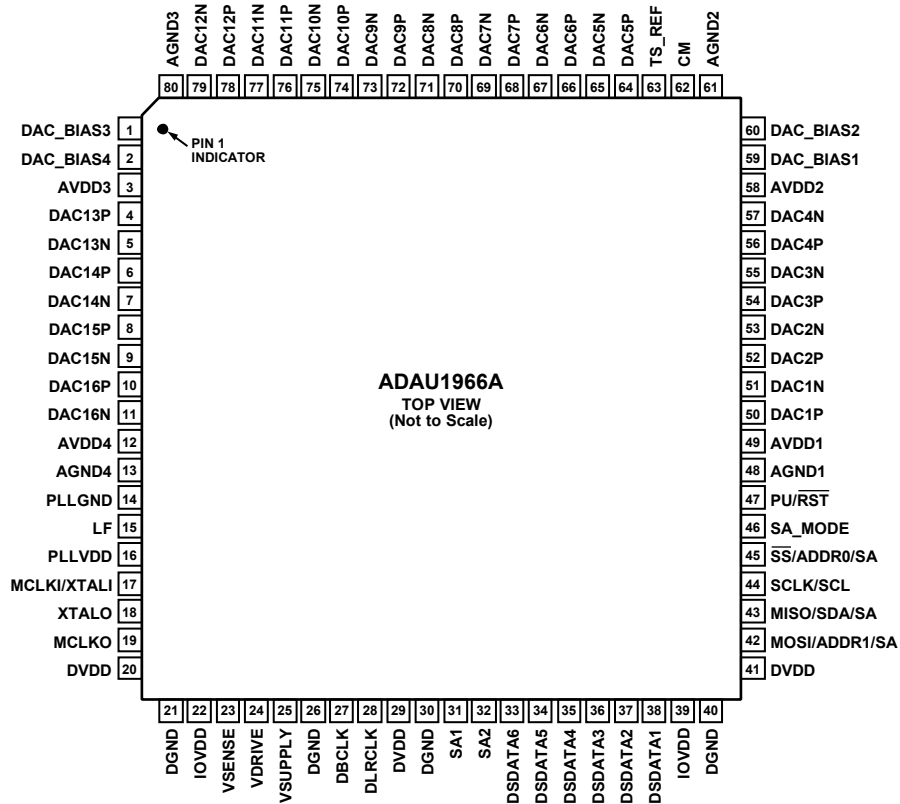 AGND3
DAC12N
DAC12P
DAC11N
DAC11P
DAC10N
DAC10P
DAC9N
DAC9P
DAC8N
DAC8P
DAC7N
DAC7P
DAC6N
DAC6P
DAC5N
DAC5P
TS_REF
CM
AGND2
80 79 78 77 76 75 74 73 72 71 70 69 68 67 66 65 64 63 62 61
DAC_BIAS3 1
DAC_BIAS4 2
AVDD3 3
DAC13P 4
DAC13N 5
DAC14P 6
DAC14N 7
DAC15P 8
DAC15N 9
DAC16P 10
DAC16N 11
AVDD4 12
AGND4 13
PLLGND 14
LF 15
PLLVDD 16
MCLKI/XTALI 17
XTALO 18
MCLKO 19
DVDD 20
PIN 1
INDICATOR
ADAU1966A
TOP VIEW
(Not to Scale)
60 DAC_BIAS2
59 DAC_BIAS1
58 AVDD2
57 DAC4N
56 DAC4P
55 DAC3N
54 DAC3P
53 DAC2N
52 DAC2P
51 DAC1N
50 DAC1P
49 AVDD1
48 AGND1
47 PU/RST
46 SA_MODE
45 SS/ADDR0/SA
44 SCLK/SCL
43 MISO/SDA/SA
42 MOSI/ADDR1/SA
41 DVDD
21 22 23 24 25 26 27 28 29 30 31 32 33 34 35 36 37 38 39 40
DGND
IOVDD
VSENSE
VDRIVE
VSUPPLY
DGND
DBCLK
DLRCLK
DVDD
DGND
SA1
SA2
DSDATA6
DSDATA5
DSDATA4
DSDATA3
DSDATA2
DSDATA1
IOVDD
DGND